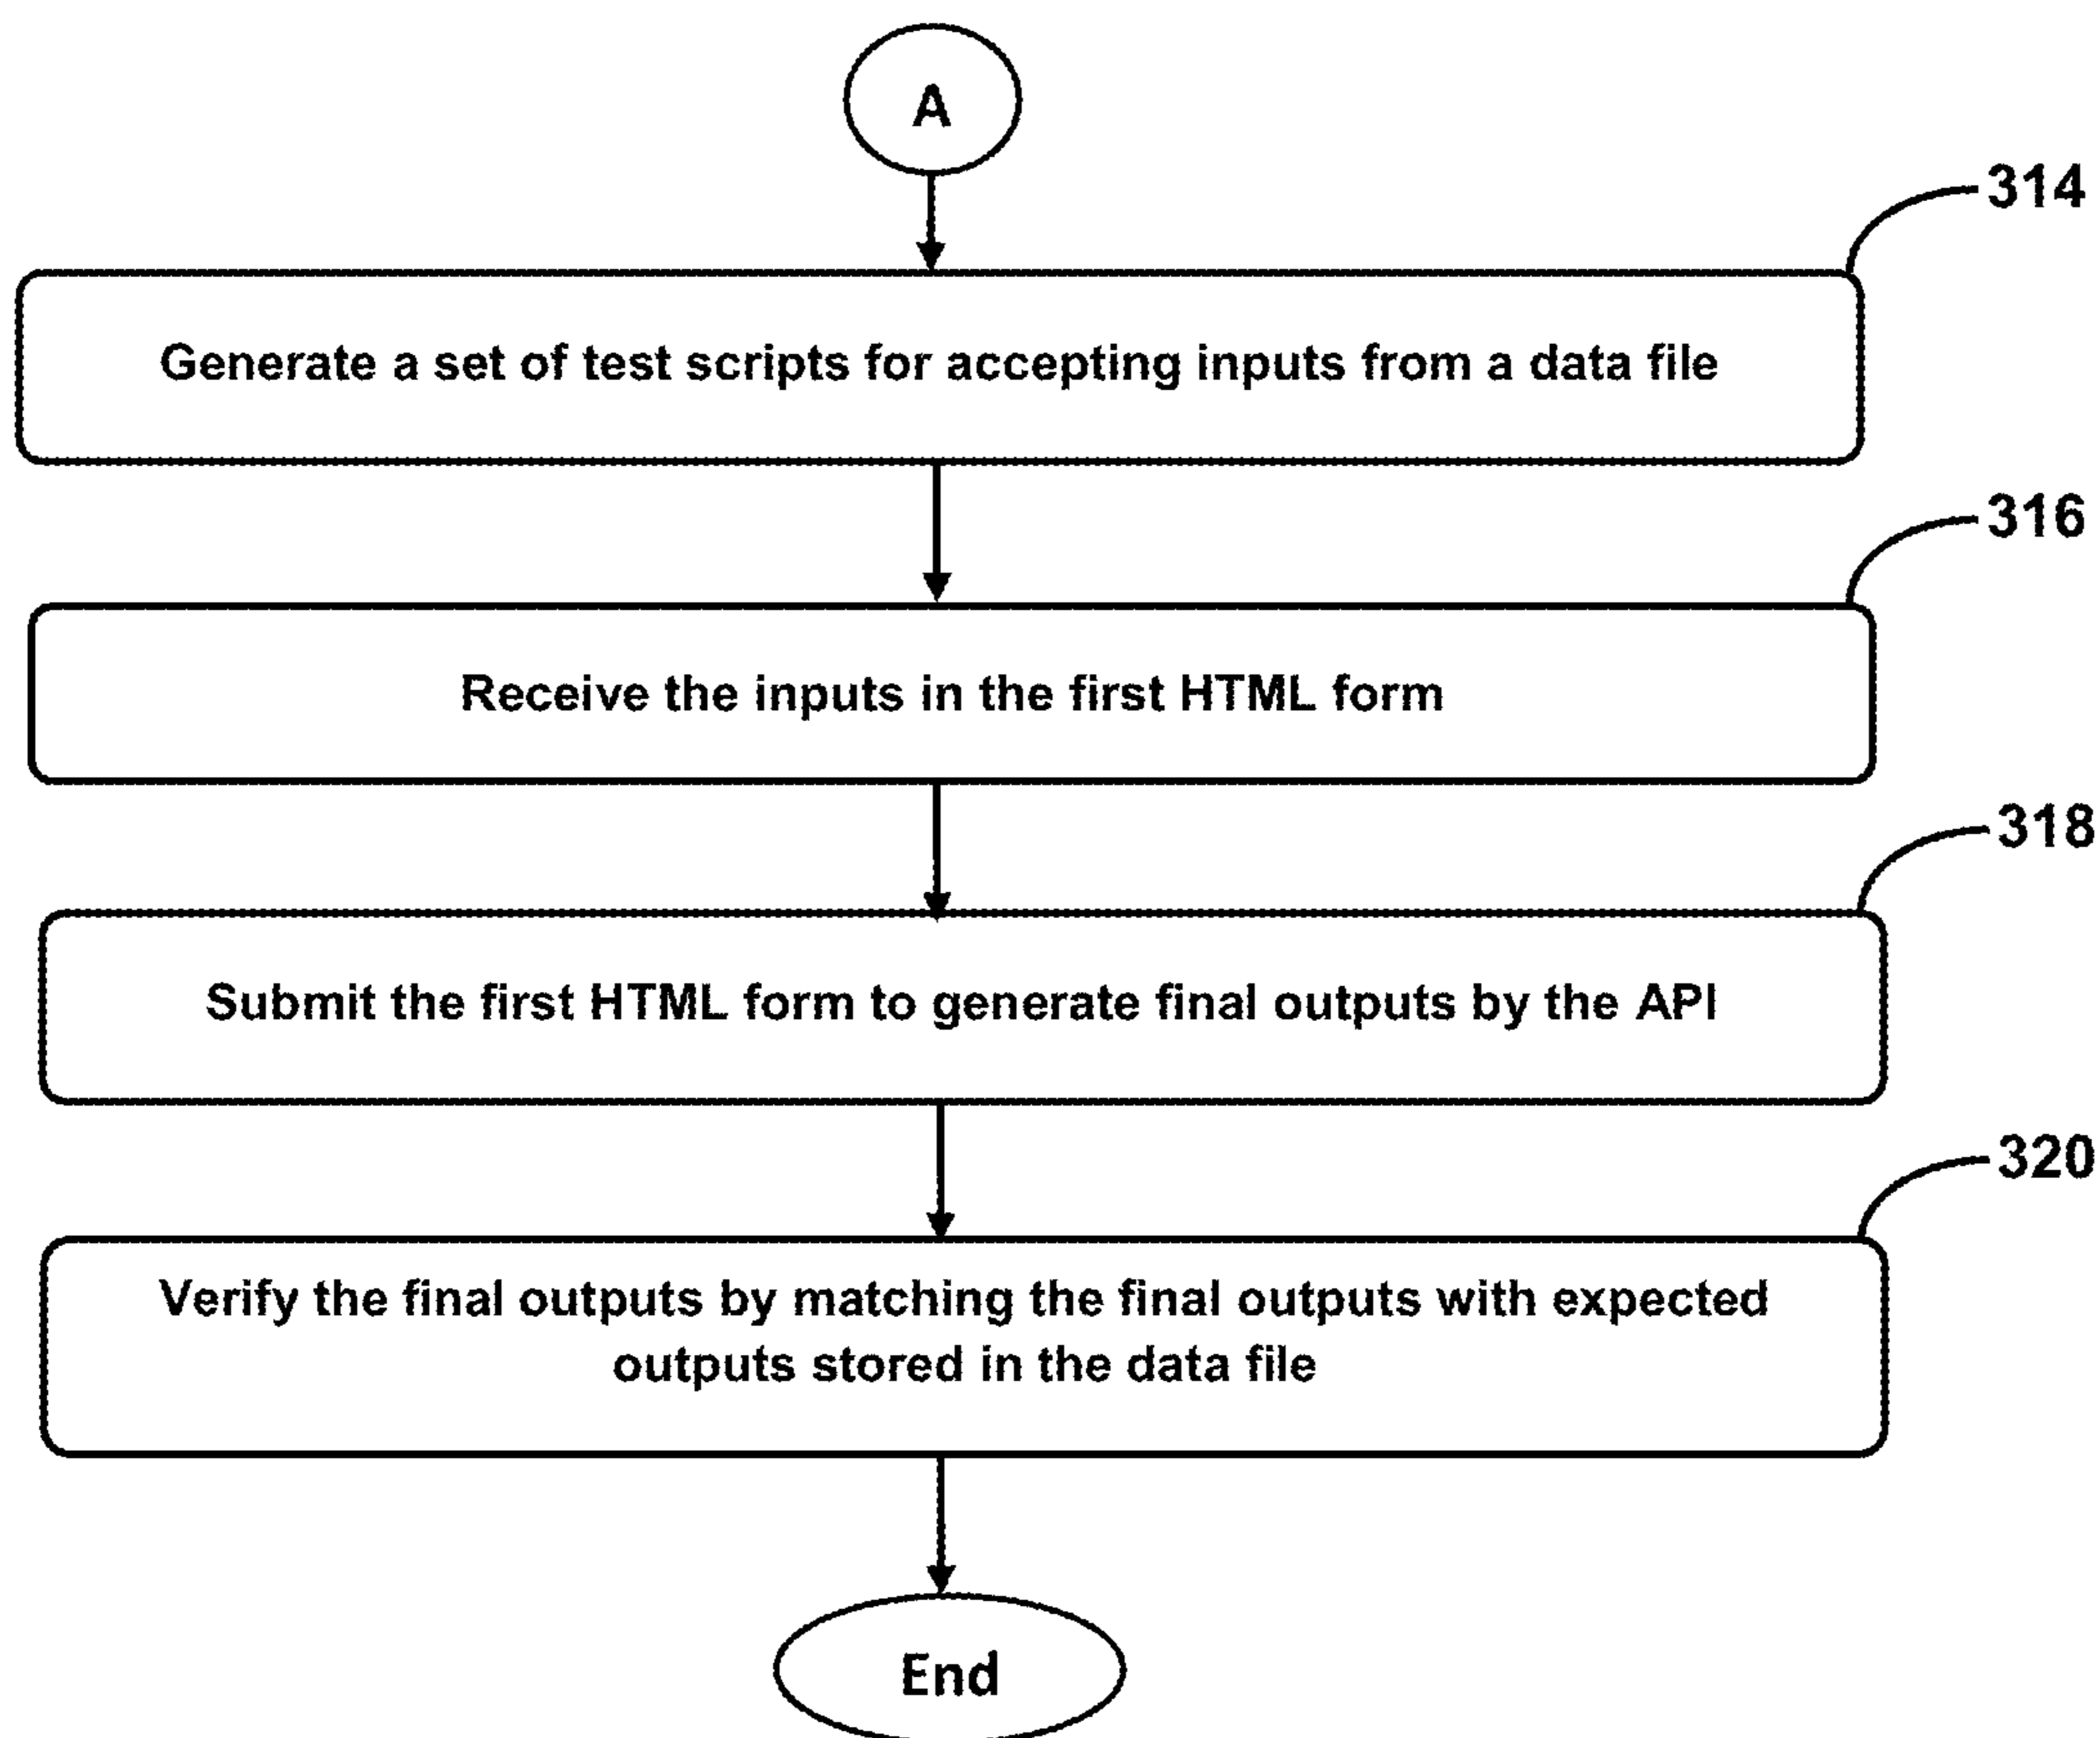 A
314
Generate a set of test scripts for accepting inputs from a data file
316
Receive the inputs in the first HTML form
318
Submit the first HTML form to generate final outputs by the API
320
Verify the final outputs by matching the final outputs with expected
outputs stored in the data file
End